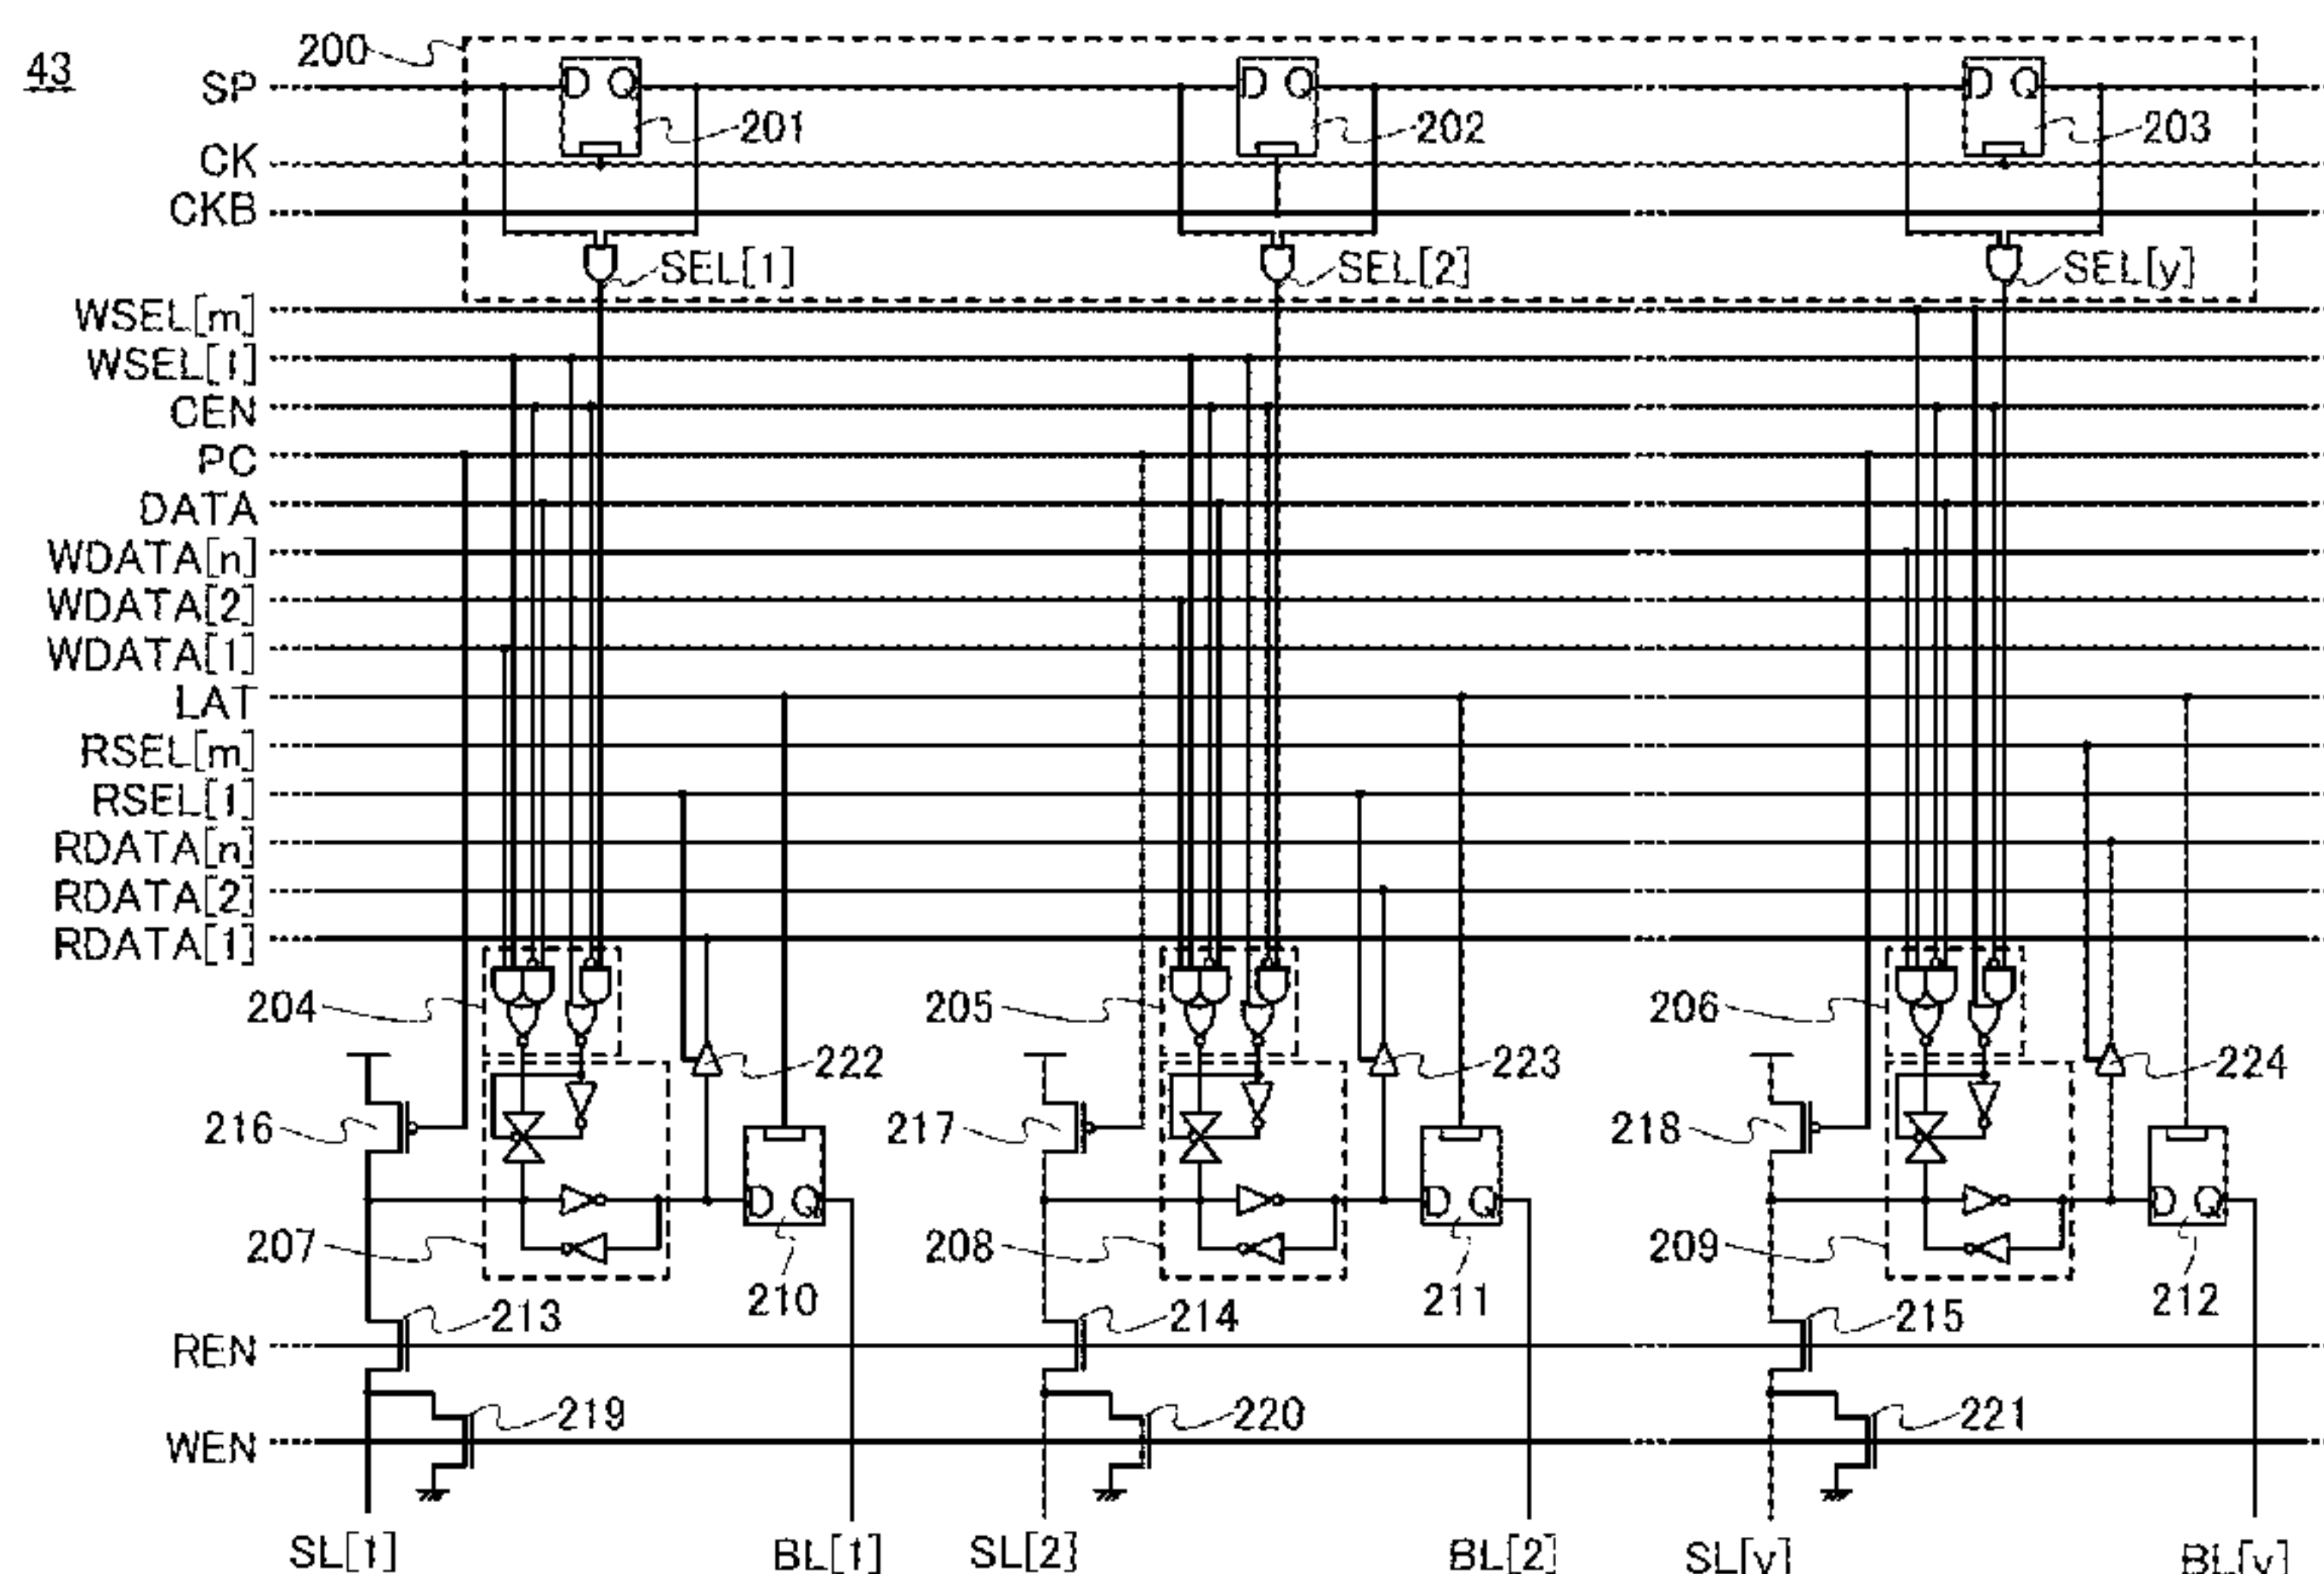 43
200
SP
D Q
D Q
D Q
201
202
203
CK
CKB
SEL[1]
SEL[2]
SEL[y]
WSEL[m]
WSEL[1]
CEN
PC
DATA
WDATA[n]
WDATA[2]
WDATA[1]
LAT
RSEL[m]
RSEL[1]
RDATA[n]
RDATA[2]
RDATA[1]
204
205
206
222
223
224
216
217
218
D Q
D Q
D Q
207
208
209
210
211
212
213
214
215
REN
219
220
221
WEN
SL[1]
BL[1]
SL[2]
BL[2]
SL[y]
BL[y]